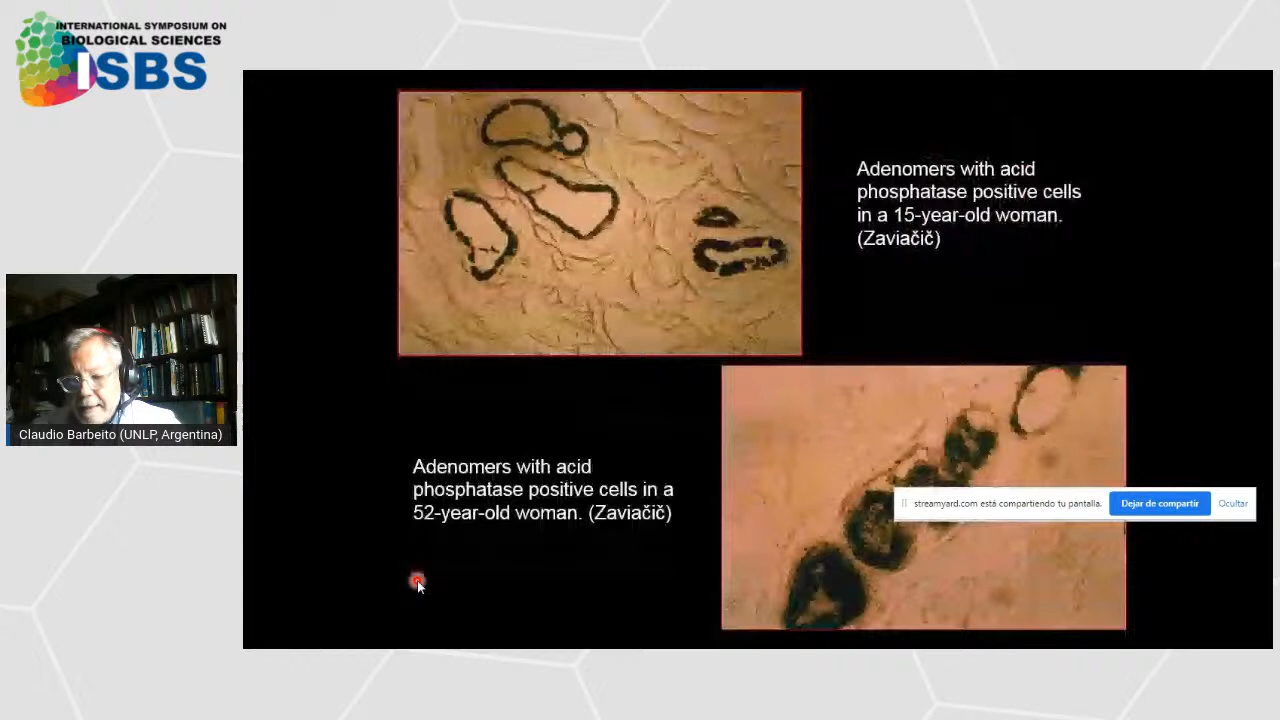 INTERNATIONAL SYMPOSIUM ON
BIOLOGICAL SCIENCES
ISBS
Adenomers with acid
phosphatase positive cells
in a 15-year-old woman.
(Zaviačič)
Claudio Barbeito (UNLP, Argentina)
Adenomers with acid
phosphatase positive cells in a
52-year-old woman. (Zaviačič)
streamyard.com está compartiendo tu pantalla.
Dejar de compartir
Ocultar